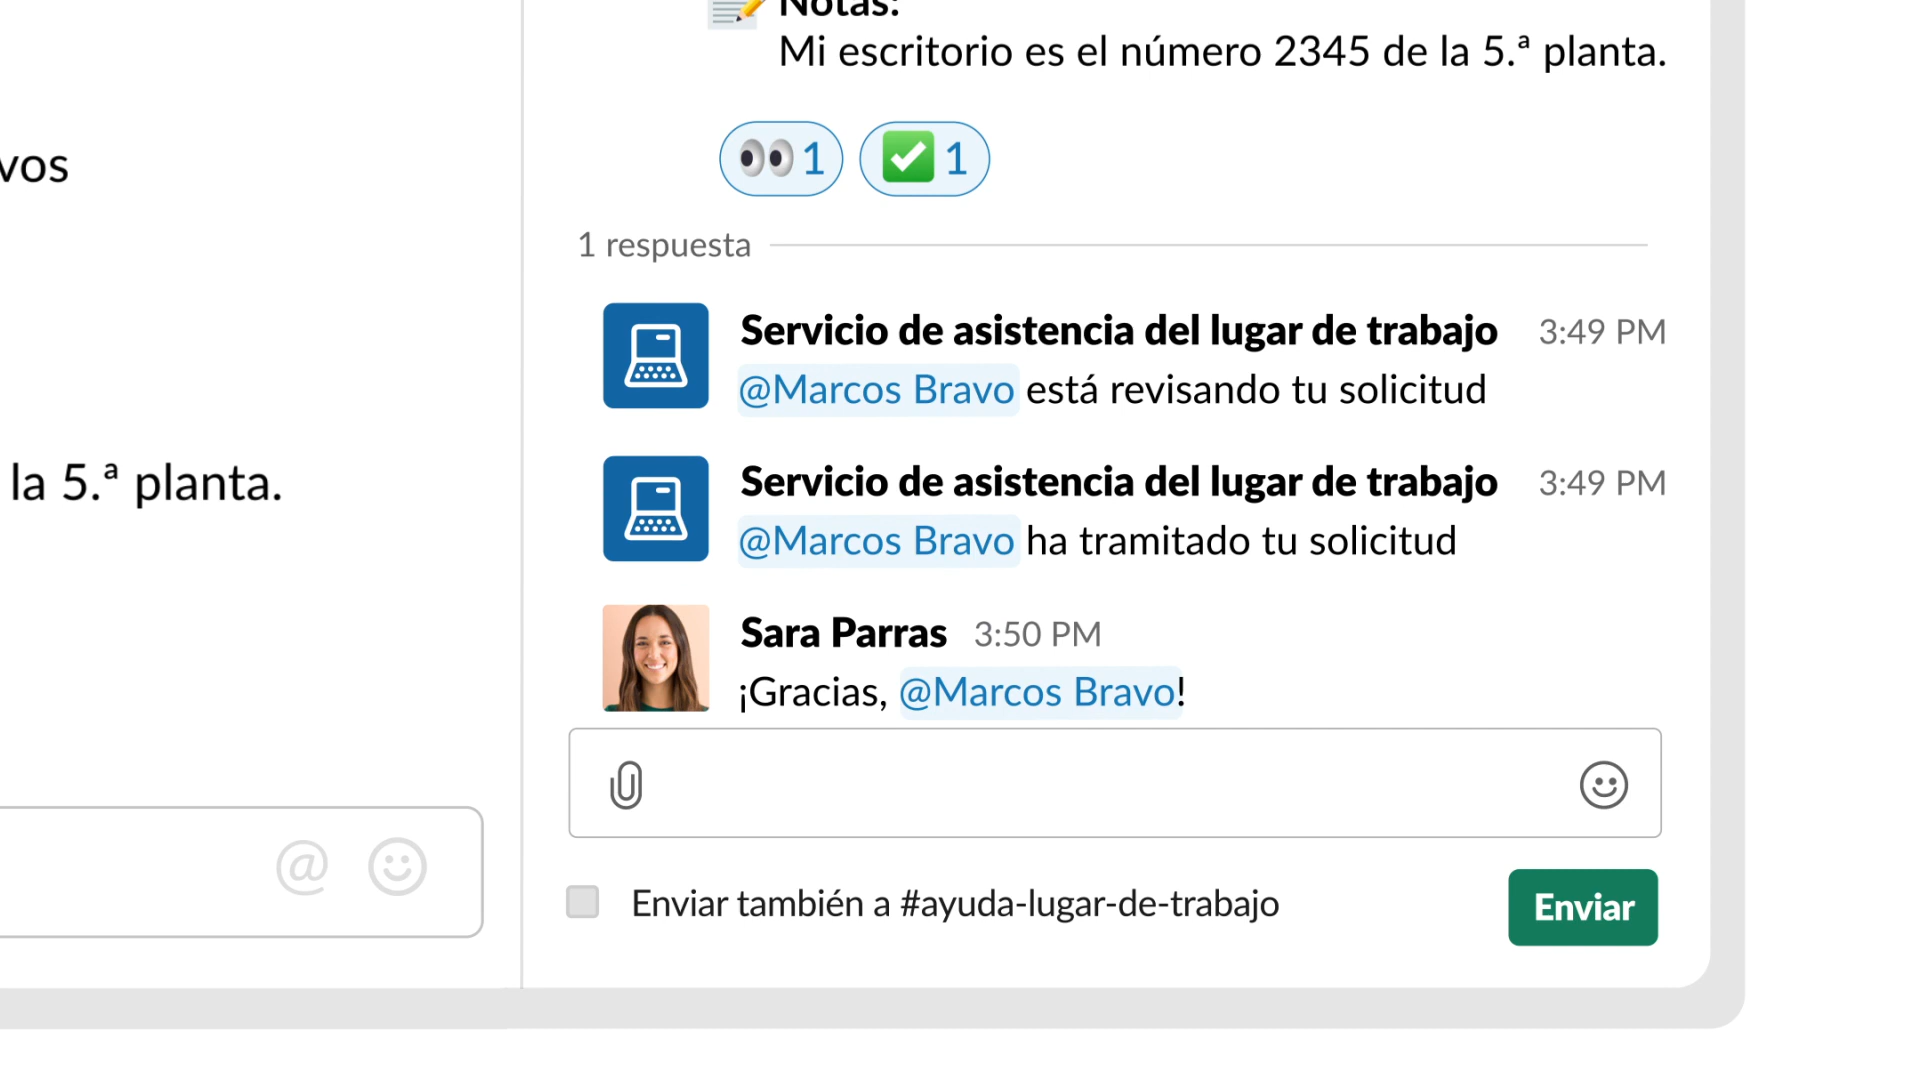 vos
la 5.ª planta.
@
Notas:
Mi escritorio es el número 2345 de la 5.ª planta.
1
1
1 respuesta
Servicio de asistencia del lugar de trabajo 3:49 PM
@Marcos Bravo está revisando tu solicitud
Servicio de asistencia del lugar de trabajo 3:49 PM
@Marcos Bravo ha tramitado tu solicitud
Sara Parras 3:50 PM
¡Gracias, @Marcos Bravo!
Enviar también a #ayuda-lugar-de-trabajo
Enviar